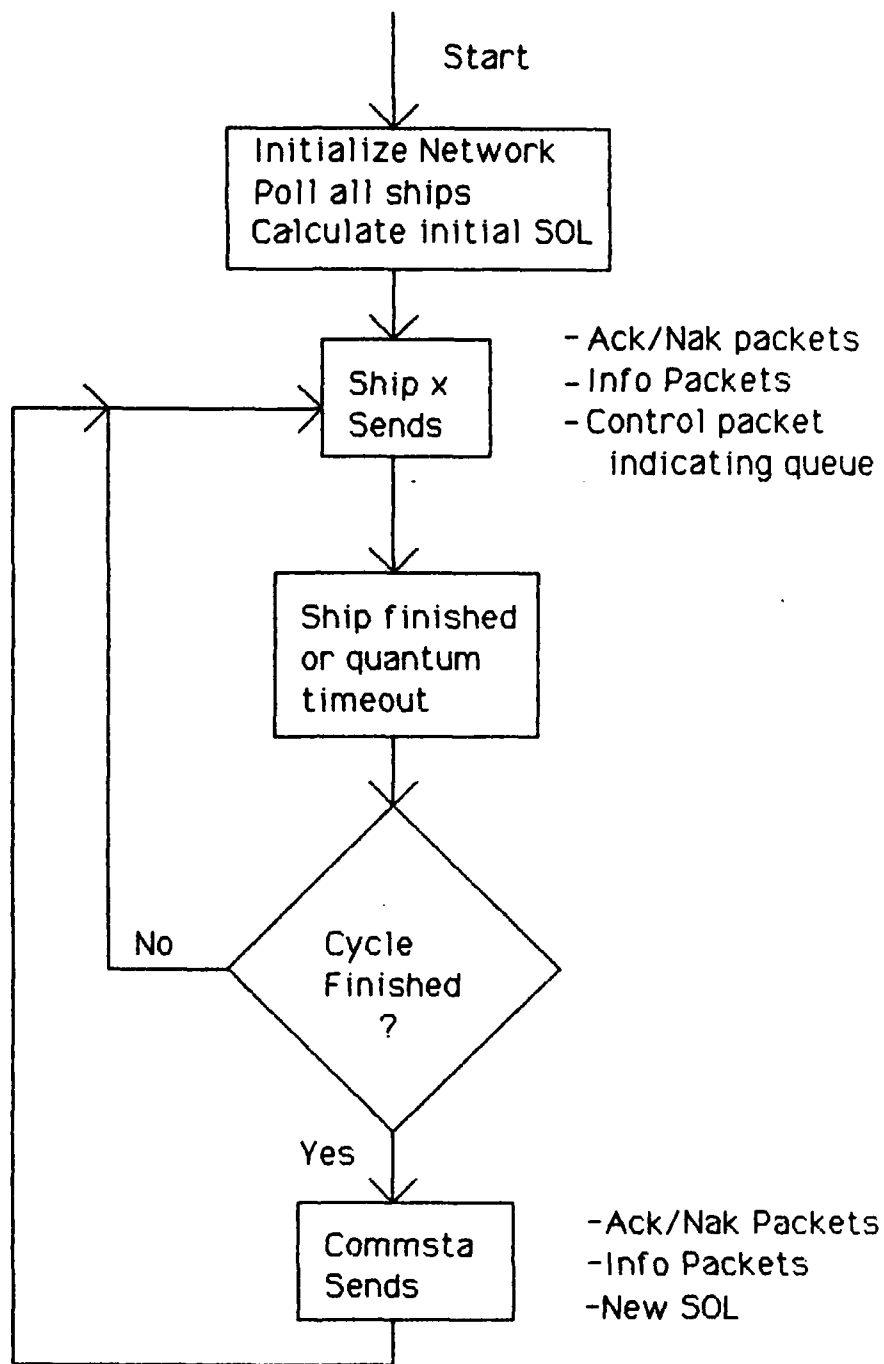 Start
Initialize Network
Poll all ships
Calculate initial SOL
Ship x
Sends
-Ack/Nak packets
-Info Packets
-Control packet
indicating queue
Ship finished
or quantum
timeout
No
Cycle
Finished
?
Yes
Commsta
Sends
-Ack/Nak Packets
-Info Packets
-New SOL